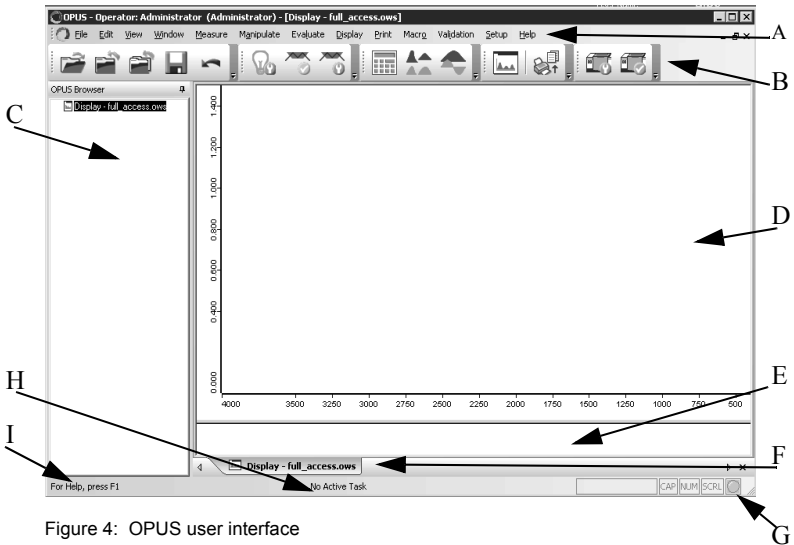 OPUS - Operator: Administrator (Administrator) - [Display - full_access.ows]
File Edit View Window Measure Manipulate Evaluate Display Print Macro Validation Setup Help
A
B
OPUS Browser
Display - full_access.ows
C
1.400
1.200
1.000
0.800
0.600
0.400
0.000
D
4000 3500 3250 3000 2750 2500 2250 2000 1750 1500 1250 1000 750 500
H
E
I
Display - full_access.ows
F
For Help, press F1
No Active Task
CAP NUM SCRL
G
Figure 4: OPUS user interface